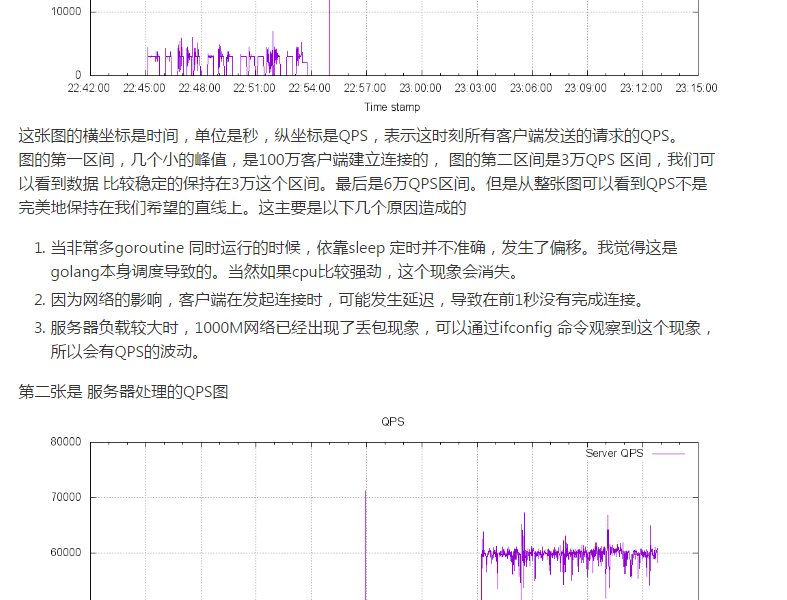 10000
0
22:42:00 22:45:00 22:48:00 22:51:00 22:54:00 22:57:00 23:00:00 23:03:00 23:06:00 23:09:00 23:12:00 23:15:00
Time stamp
这张图的横坐标是时间，单位是秒，纵坐标是QPS，表示这时刻所有客户端发送的请求的QPS。
图的第一区间，几个小的峰值，是100万客户端建立连接的， 图的第二区间是3万QPS 区间，我们可
以看到数据 比较稳定的保持在3万这个区间。最后是6万QPS区间。但是从整张图可以看到QPS不是
完美地保持在我们希望的直线上。这主要是以下几个原因造成的
1. 当非常多goroutine 同时运行的时候，依靠sleep 定时并不准确，发生了偏移。我觉得这是
golang本身调度导致的。当然如果cpu比较强劲，这个现象会消失。
2. 因为网络的影响，客户端在发起连接时，可能发生延迟，导致在前1秒没有完成连接。
3. 服务器负载较大时，1000M网络已经出现了丢包现象，可以通过ifconfig 命令观察到这个现象，
所以会有QPS的波动。
第二张是 服务器处理的QPS图
QPS
80000
Server QPS
70000
60000